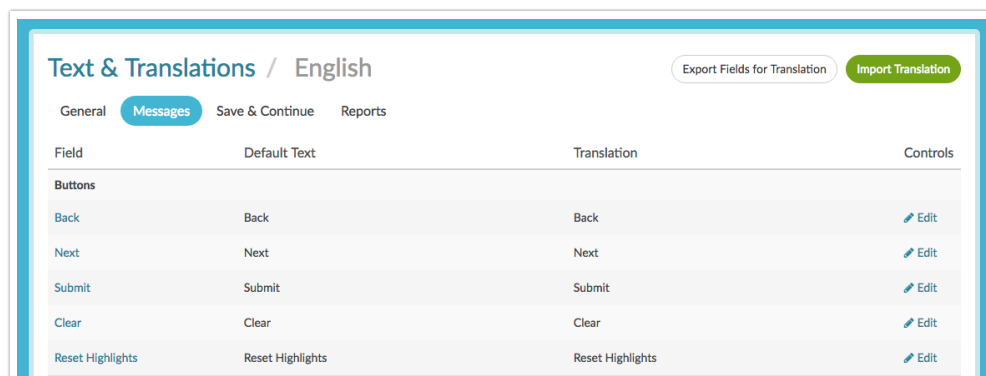 Text & Translations / English
Export Fields for Translation
Import Translation
General Messages Save & Continue Reports
Field Default Text Translation Controls
Buttons
Back Back Back Edit
Next Next Next Edit
Submit Submit Submit Edit
Clear Clear Clear Edit
Reset Highlights Reset Highlights Reset Highlights Edit